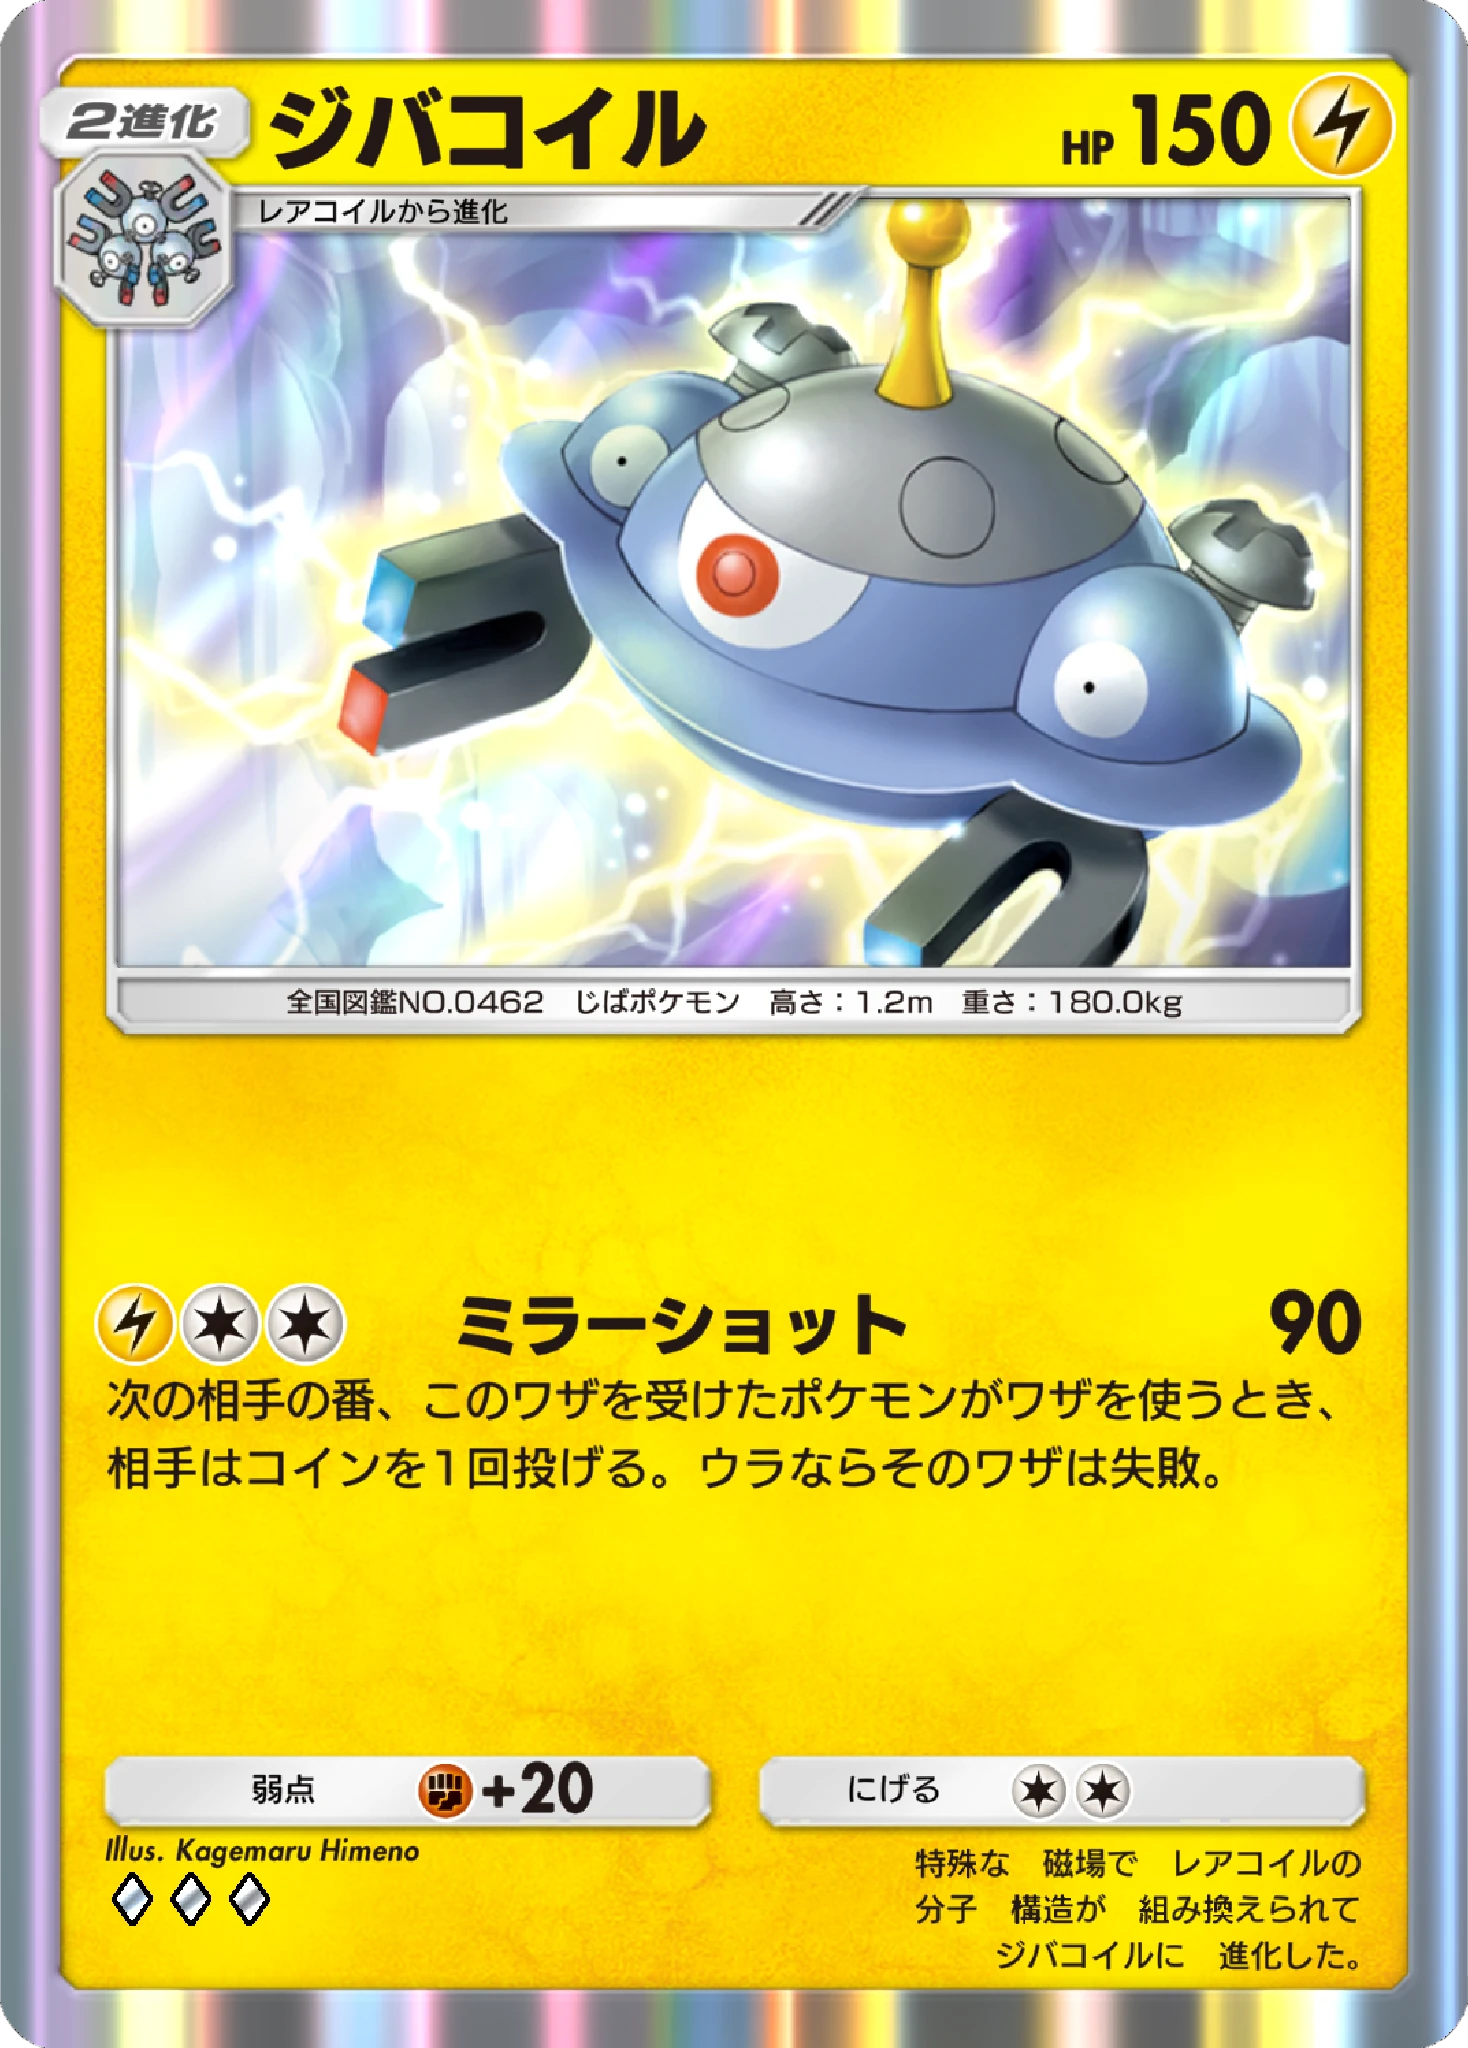 2進化
ジバコイル
HP 150
レアコイルから進化
全国図鑑NO.0462 じばポケモン 高さ:1.2m 重さ:180.0kg
ミラーショット 90
次の相手の番、このワザを受けたポケモンがワザを使うとき、
相手はコインを1回投げる。ウラならそのワザは失敗。
弱点 +20
にげる
Illus. Kagemaru Himeno
特殊な 磁場で レアコイルの
分子 構造が 組み換えられて
ジバコイルに 進化した。